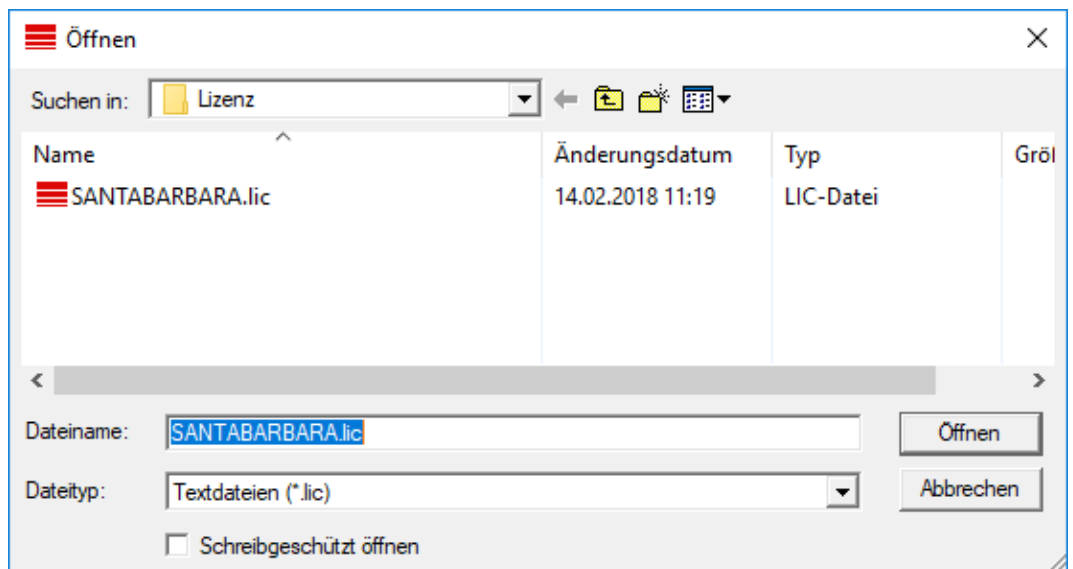 Öffnen
Suchen in: Lizenz
Name Änderungsdatum Typ Größ
SANTABARBARA.lic 14.02.2018 11:19 LIC-Datei
Dateiname: SANTABARBARA.lic Öffnen
Dateityp: Textdateien (*.lic) Abbrechen
Schreibgeschützt öffnen